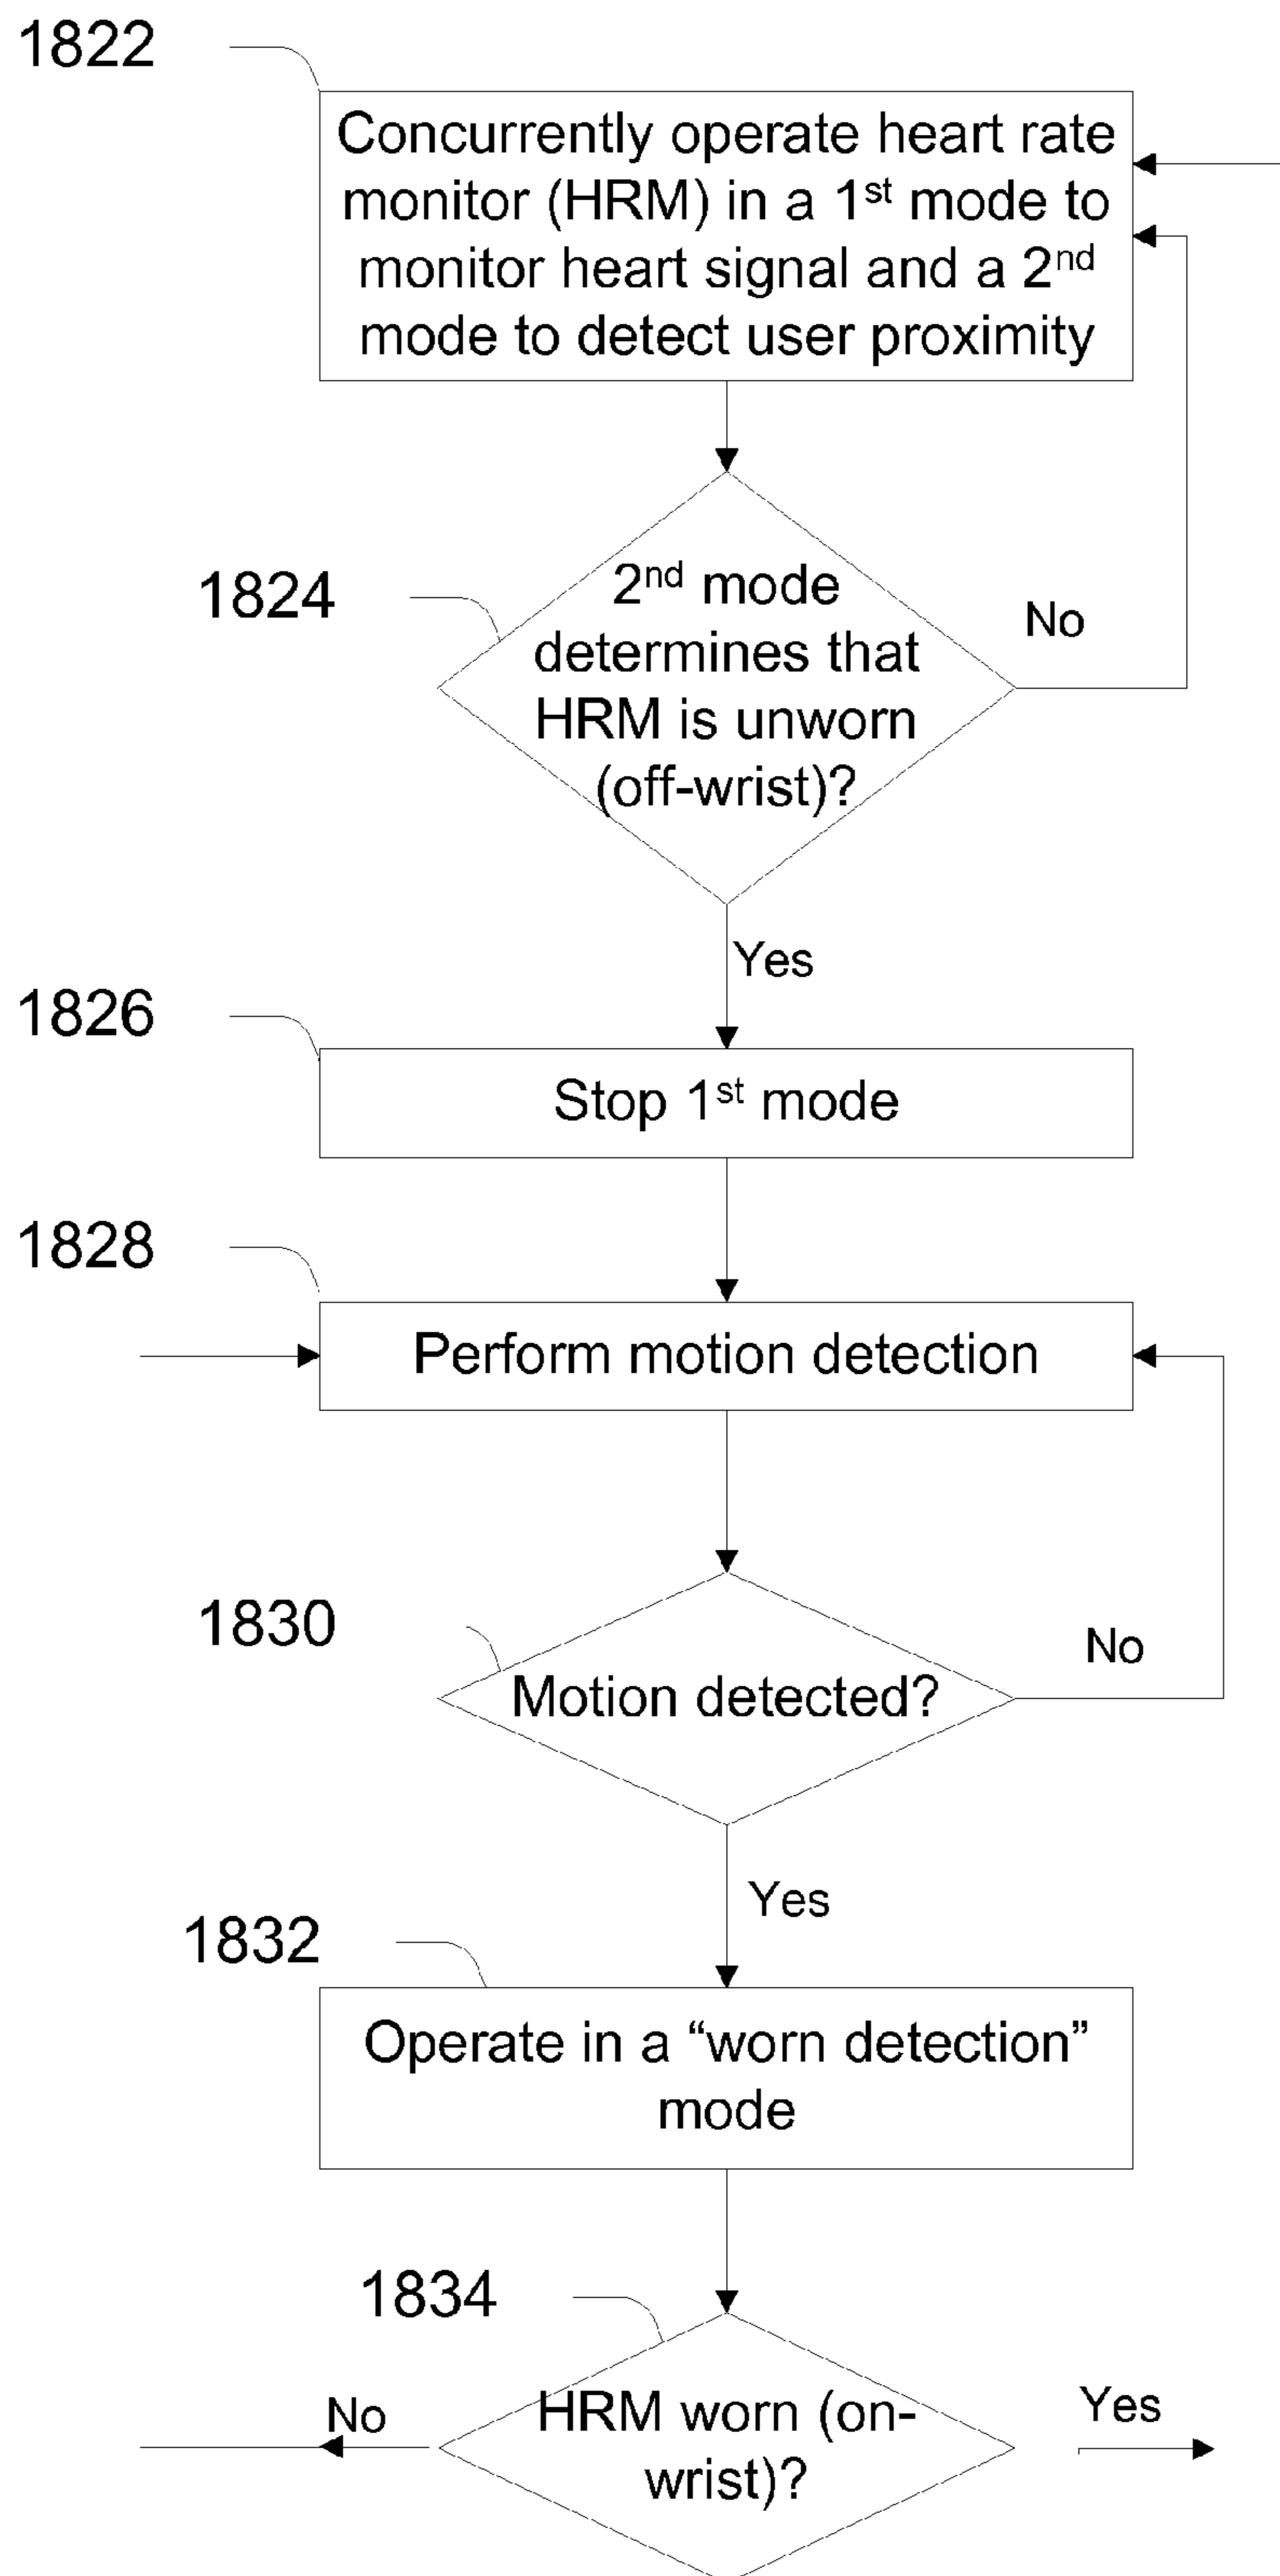 1822
Concurrently operate heart rate
monitor (HRM) in a 1st mode to
monitor heart signal and a 2nd
mode to detect user proximity
1824
2nd mode
determines that
HRM is unworn
(off-wrist)?
No
Yes
1826
Stop 1st mode
1828
Perform motion detection
1830
Motion detected?
No
Yes
1832
Operate in a “worn detection”
mode
1834
HRM worn (on-
wrist)?
No
Yes